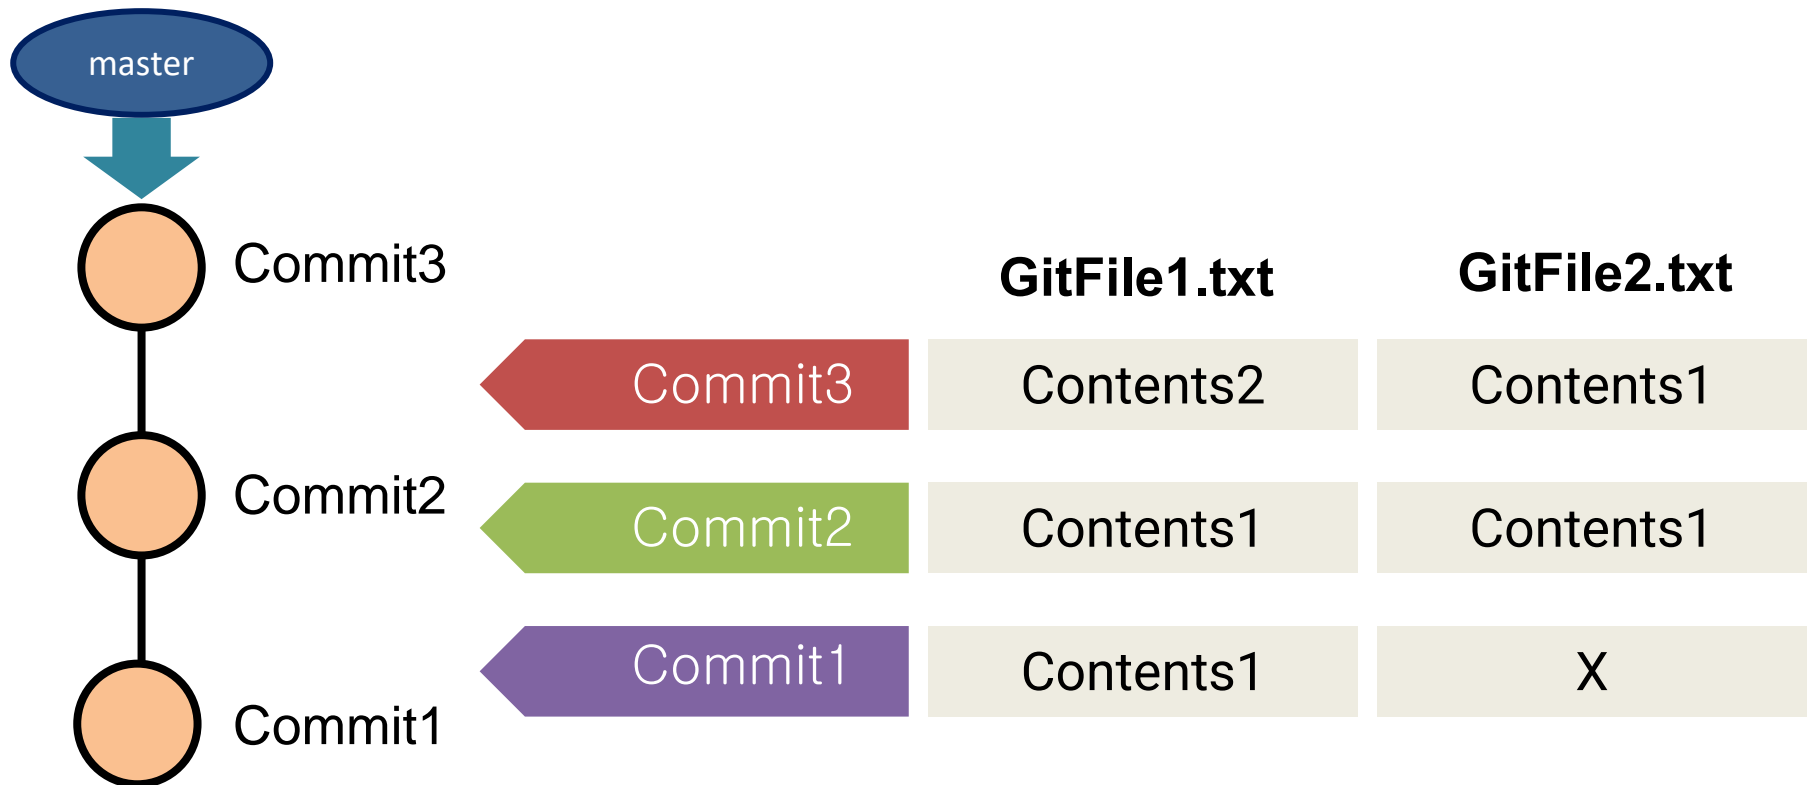 master
Commit3
Commit2
Commit1
GitFile1.txt GitFile2.txt
Commit3 Contents2 Contents1
Commit2 Contents1 Contents1
Commit1 Contents1 X